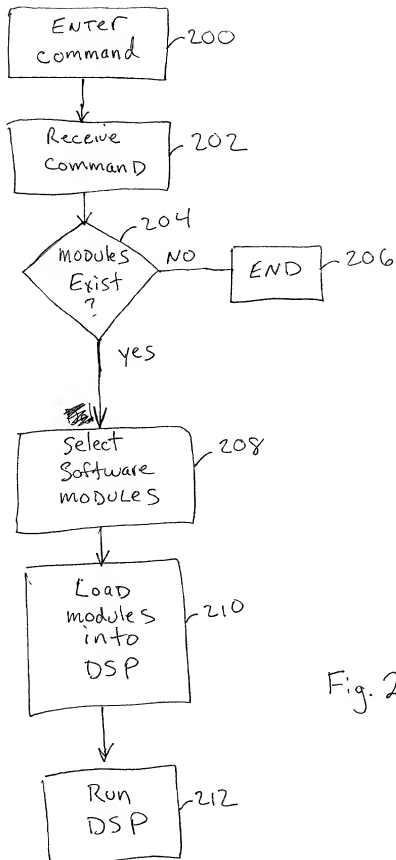 Enter
command
200
Receive
CommanD
202
204
Modules
Exist
?
NO
END
206
yes
Select
Software
MODULES
208
Load
modules
into
DSP
210
Fig. 2
Run
DSP
212